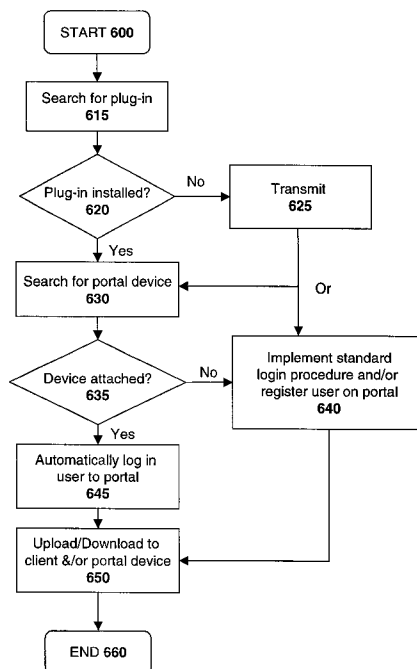 START 600
Search for plug-in
615
Plug-in installed?
620
No
Transmit
625
Yes
Search for portal device
630
Or
Device attached?
635
No
Implement standard
login procedure and/or
register user on portal
640
Yes
Automatically log in
user to portal
645
Upload/Download to
client &/or portal device
650
END 660